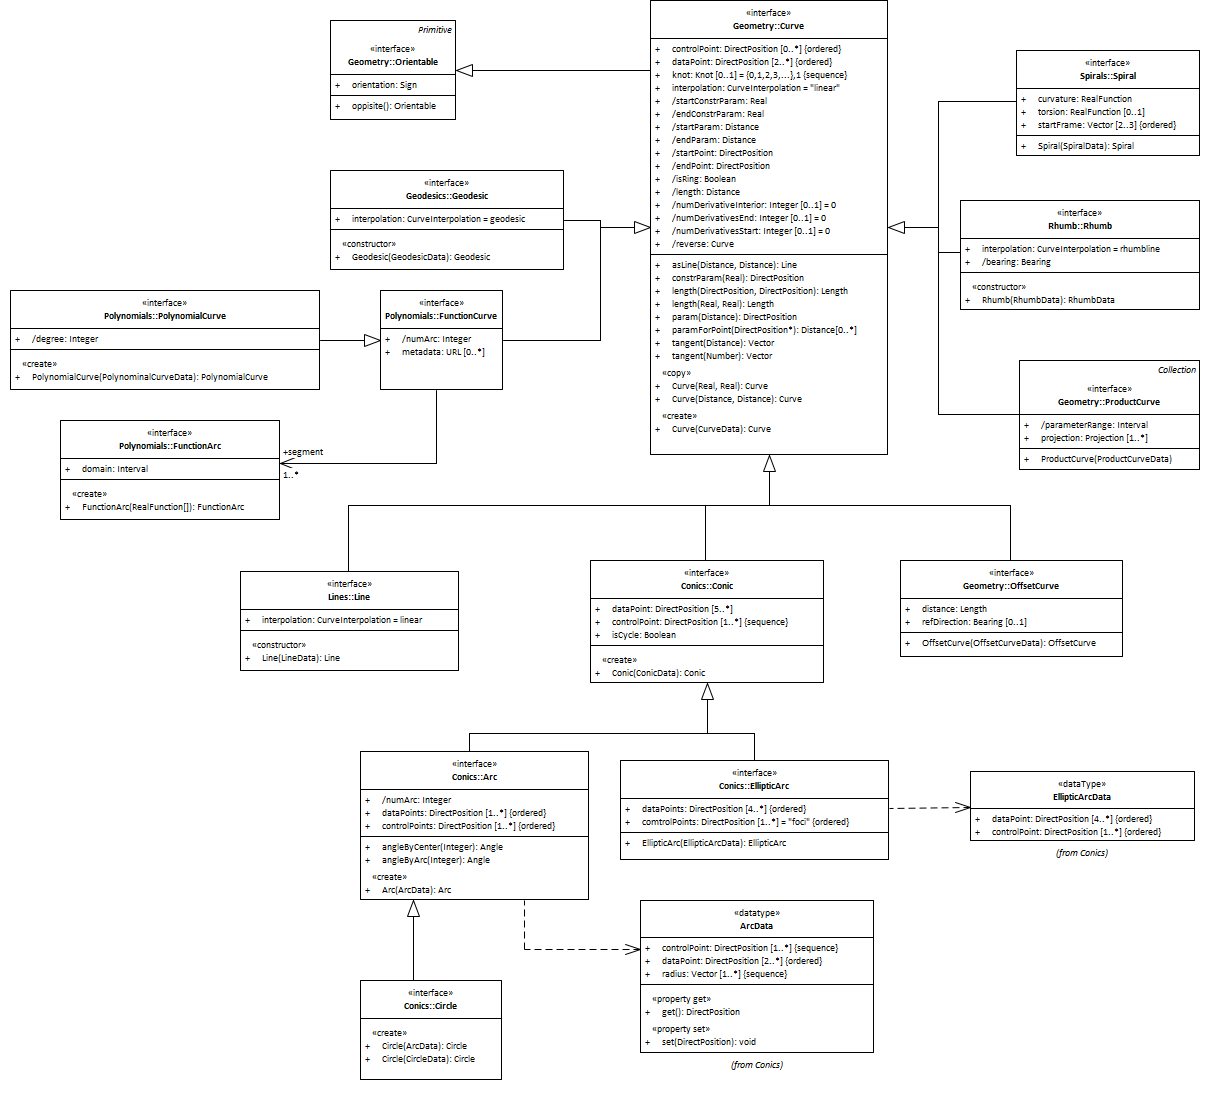 Primitive
«interface»
Geometry::Orientable
+ orientation: Sign
+ oppisite(): Orientable
«interface»
Geometry::Curve
+ controlPoint: DirectPosition [0..*] {ordered}
+ dataPoint: DirectPosition [2..*] {ordered}
+ knot: Knot [0..1] = {0,1,2,3,...},1 {sequence}
+ interpolation: CurveInterpolation = "linear"
+ /startConstrParam: Real
+ /endConstrParam: Real
+ /startParam: Distance
+ /endParam: Distance
+ /startPoint: DirectPosition
+ /endPoint: DirectPosition
+ /isRing: Boolean
+ /length: Distance
+ /numDerivativeInterior: Integer [0..1] = 0
+ /numDerivativesEnd: Integer [0..1] = 0
+ /numDerivativesStart: Integer [0..1] = 0
+ /reverse: Curve
+ asLine(Distance, Distance): Line
+ constrParam(Real): DirectPosition
+ length(DirectPosition, DirectPosition): Length
+ length(Real, Real): Length
+ param(Distance): DirectPosition
+ paramForPoint(DirectPosition*): Distance[0..*]
+ tangent(Distance): Vector
+ tangent(Number): Vector
«copy»
+ Curve(Real, Real): Curve
+ Curve(Distance, Distance): Curve
«create»
+ Curve(CurveData): Curve
«interface»
Spirals::Spiral
+ curvature: RealFunction
+ torsion: RealFunction [0..1]
+ startFrame: Vector [2..3] {ordered}
+ Spiral(SpiralData): Spiral
«interface»
Geodesics::Geodesic
+ interpolation: CurveInterpolation = geodesic
«constructor»
+ Geodesic(GeodesicData): Geodesic
«interface»
Rhumb::Rhumb
+ interpolation: CurveInterpolation = rhumbline
+ /bearing: Bearing
«constructor»
+ Rhumb(RhumbData): RhumbData
«interface»
Polynomials::PolynomialCurve
+ /degree: Integer
«create»
+ PolynomialCurve(PolynominalCurveData): PolynomialCurve
«interface»
Polynomials::FunctionCurve
+ /numArc: Integer
+ metadata: URL [0..*]
Collection
«interface»
Geometry::ProductCurve
+ /parameterRange: Interval
+ projection: Projection [1..*]
+ ProductCurve(ProductCurveData)
«interface»
Polynomials::FunctionArc
+ domain: Interval
«create»
+ FunctionArc(RealFunction[]): FunctionArc
+segment
1..*
«interface»
Lines::Line
+ interpolation: CurveInterpolation = linear
«constructor»
+ Line(LineData): Line
«interface»
Conics::Conic
+ dataPoint: DirectPosition [5..*]
+ controlPoint: DirectPosition [1..*] {sequence}
+ isCycle: Boolean
«create»
+ Conic(ConicData): Conic
«interface»
Geometry::OffsetCurve
+ distance: Length
+ refDirection: Bearing [0..1]
+ OffsetCurve(OffsetCurveData): OffsetCurve
«interface»
Conics::Arc
+ /numArc: Integer
+ dataPoints: DirectPosition [1..*] {ordered}
+ controlPoints: DirectPosition [1..*] {ordered}
+ angleByCenter(Integer): Angle
+ angleByArc(Integer): Angle
«create»
+ Arc(ArcData): Arc
«interface»
Conics::EllipticArc
+ dataPoints: DirectPosition [4..*] {ordered}
+ comtrolPoints: DirectPosition [1..*] = "foci" {ordered}
+ EllipticArc(EllipticArcData): EllipticArc
«dataType»
EllipticArcData
+ dataPoint: DirectPosition [4..*] {ordered}
+ controlPoint: DirectPosition [1..*] {ordered}
(from Conics)
«datatype»
ArcData
+ controlPoint: DirectPosition [1..*] {sequence}
+ dataPoint: DirectPosition [2..*] {ordered}
+ radius: Vector [1..*] {sequence}
«property get»
+ get(): DirectPosition
«property set»
+ set(DirectPosition): void
(from Conics)
«interface»
Conics::Circle
«create»
+ Circle(ArcData): Circle
+ Circle(CircleData): Circle